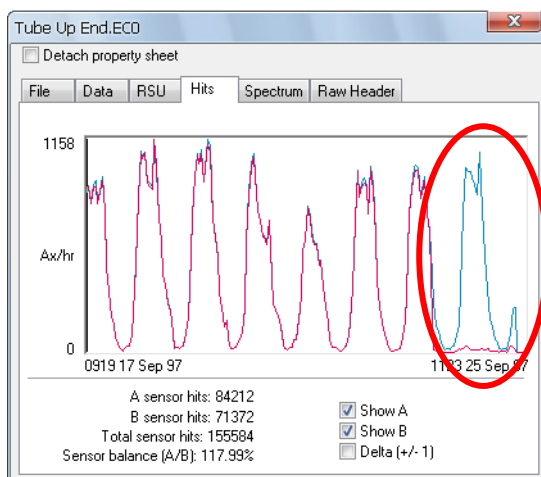 Tube Up End.EC0
Detach property sheet
File Data RSU Hits Spectrum Raw Header
1158
Ax/hr
0
0919 17 Sep 97 1123 25 Sep 97
A sensor hits: 84212
B sensor hits: 71372
Total sensor hits: 155584
Sensor balance (A/B): 117.99%
Show A
Show B
Delta (+/- 1)